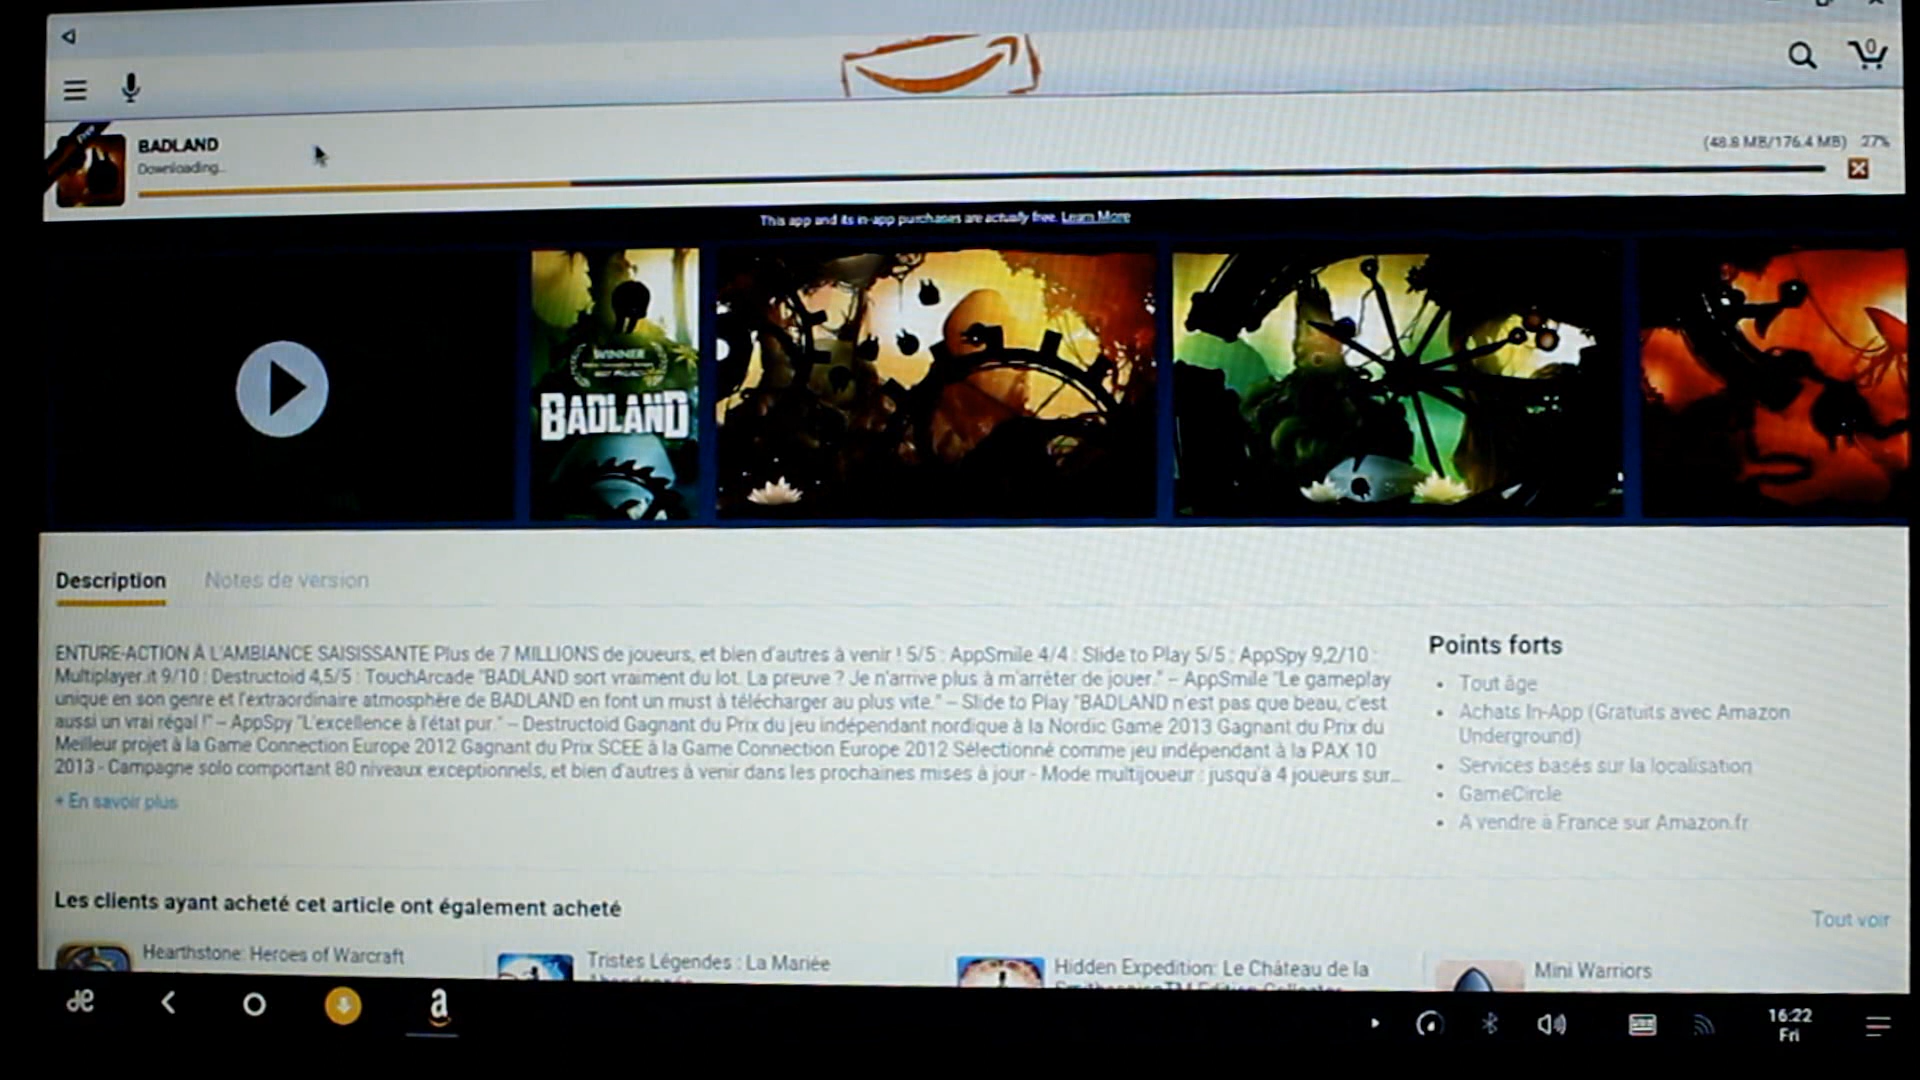 0
Free
BADLAND
Downloading...
(48.8 MB/176.4 MB) 27%
This app and its in-app purchases are actually free. Learn More
WINNER
BADLAND
Description
Notes de version
ENTURE-ACTION À L'AMBIANCE SAISISSANTE Plus de 7 MILLIONS de joueurs, et bien d'autres à venir ! 5/5 : AppSmile 4/4 : Slide to Play 5/5 : AppSpy 9,2/10 :
Multiplayer.it 9/10 : Destructoid 4,5/5 : TouchArcade "BADLAND sort vraiment du lot. La preuve ? Je n'arrive plus à m'arrêter de jouer." – AppSmile "Le gameplay
unique en son genre et l'extraordinaire atmosphère de BADLAND en font un must à télécharger au plus vite." – Slide to Play "BADLAND n'est pas que beau, c'est
aussi un vrai régal !" – AppSpy "L'excellence à l'état pur." – Destructoid Gagnant du Prix du jeu indépendant nordique à la Nordic Game 2013 Gagnant du Prix du
Meilleur projet à la Game Connection Europe 2012 Gagnant du Prix SCEE à la Game Connection Europe 2012 Sélectionné comme jeu indépendant à la PAX 10
2013 - Campagne solo comportant 80 niveaux exceptionnels, et bien d'autres à venir dans les prochaines mises à jour - Mode multijoueur : jusqu'à 4 joueurs sur...
+ En savoir plus
Points forts
• Tout âge
• Achats In-App (Gratuits avec Amazon
Underground)
• Services basés sur la localisation
• GameCircle
• A vendre à France sur Amazon.fr
Les clients ayant acheté cet article ont également acheté
Tout voir
Hearthstone: Heroes of Warcraft
Tristes Légendes : La Mariée
Hidden Expedition: Le Château de la
Mini Warriors
a
16:22
Fri